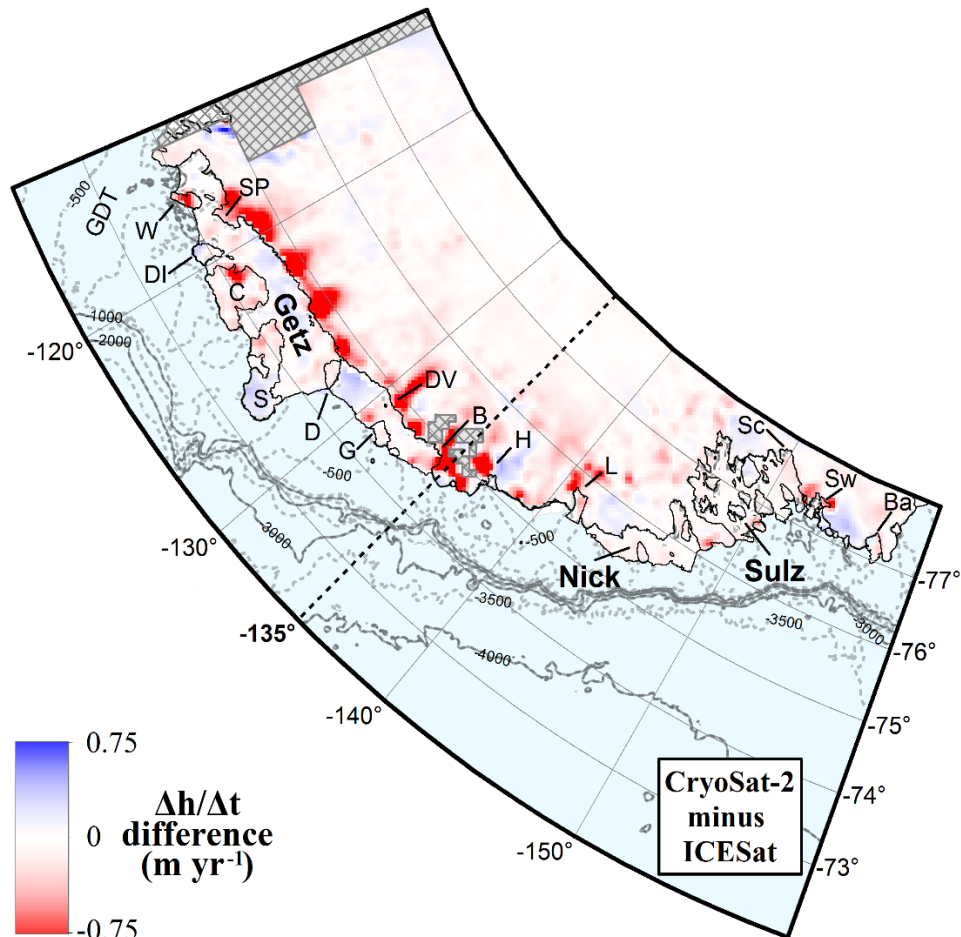 -500
GDT
SP
W
DI
C
Getz
-1000
-2000
-120°
S
D
DV
B
G
H
-500
L
Sc
Sw
Ba
-130°
-3000
-500
Nick
Sulz
-77°
-3500
-3500
-3000
-76°
-135°
-4000
-75°
-140°
-74°
-150°
-73°
CryoSat-2
minus
ICESat
0.75
0
-0.75
Δh/Δt
difference
(m yr⁻¹)